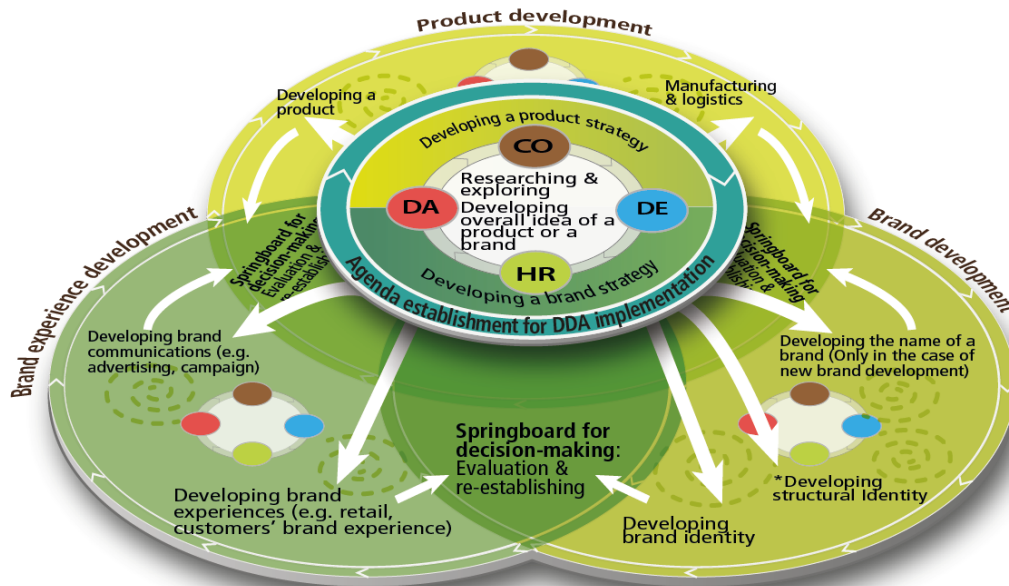 Product development
Developing a
product
Manufacturing
& logistics
Developing a product strategy
CO
DA
DE
HR
Researching &
exploring
Developing
overall idea of a
product or a
brand
Developing a brand strategy
Agenda establishment for DDA implementation
Brand experience development
Brand development
Springboard for
decision-making:
Evaluation &
re-establishing
Springboard for
decision-making
Developing brand
communications (e.g.
advertising, campaign)
Developing the name of a
brand (Only in the case of
new brand development)
Springboard for
decision-making:
Evaluation &
re-establishing
Developing brand
experiences (e.g. retail,
customers’ brand experience)
Developing
brand identity
*Developing
structural Identity